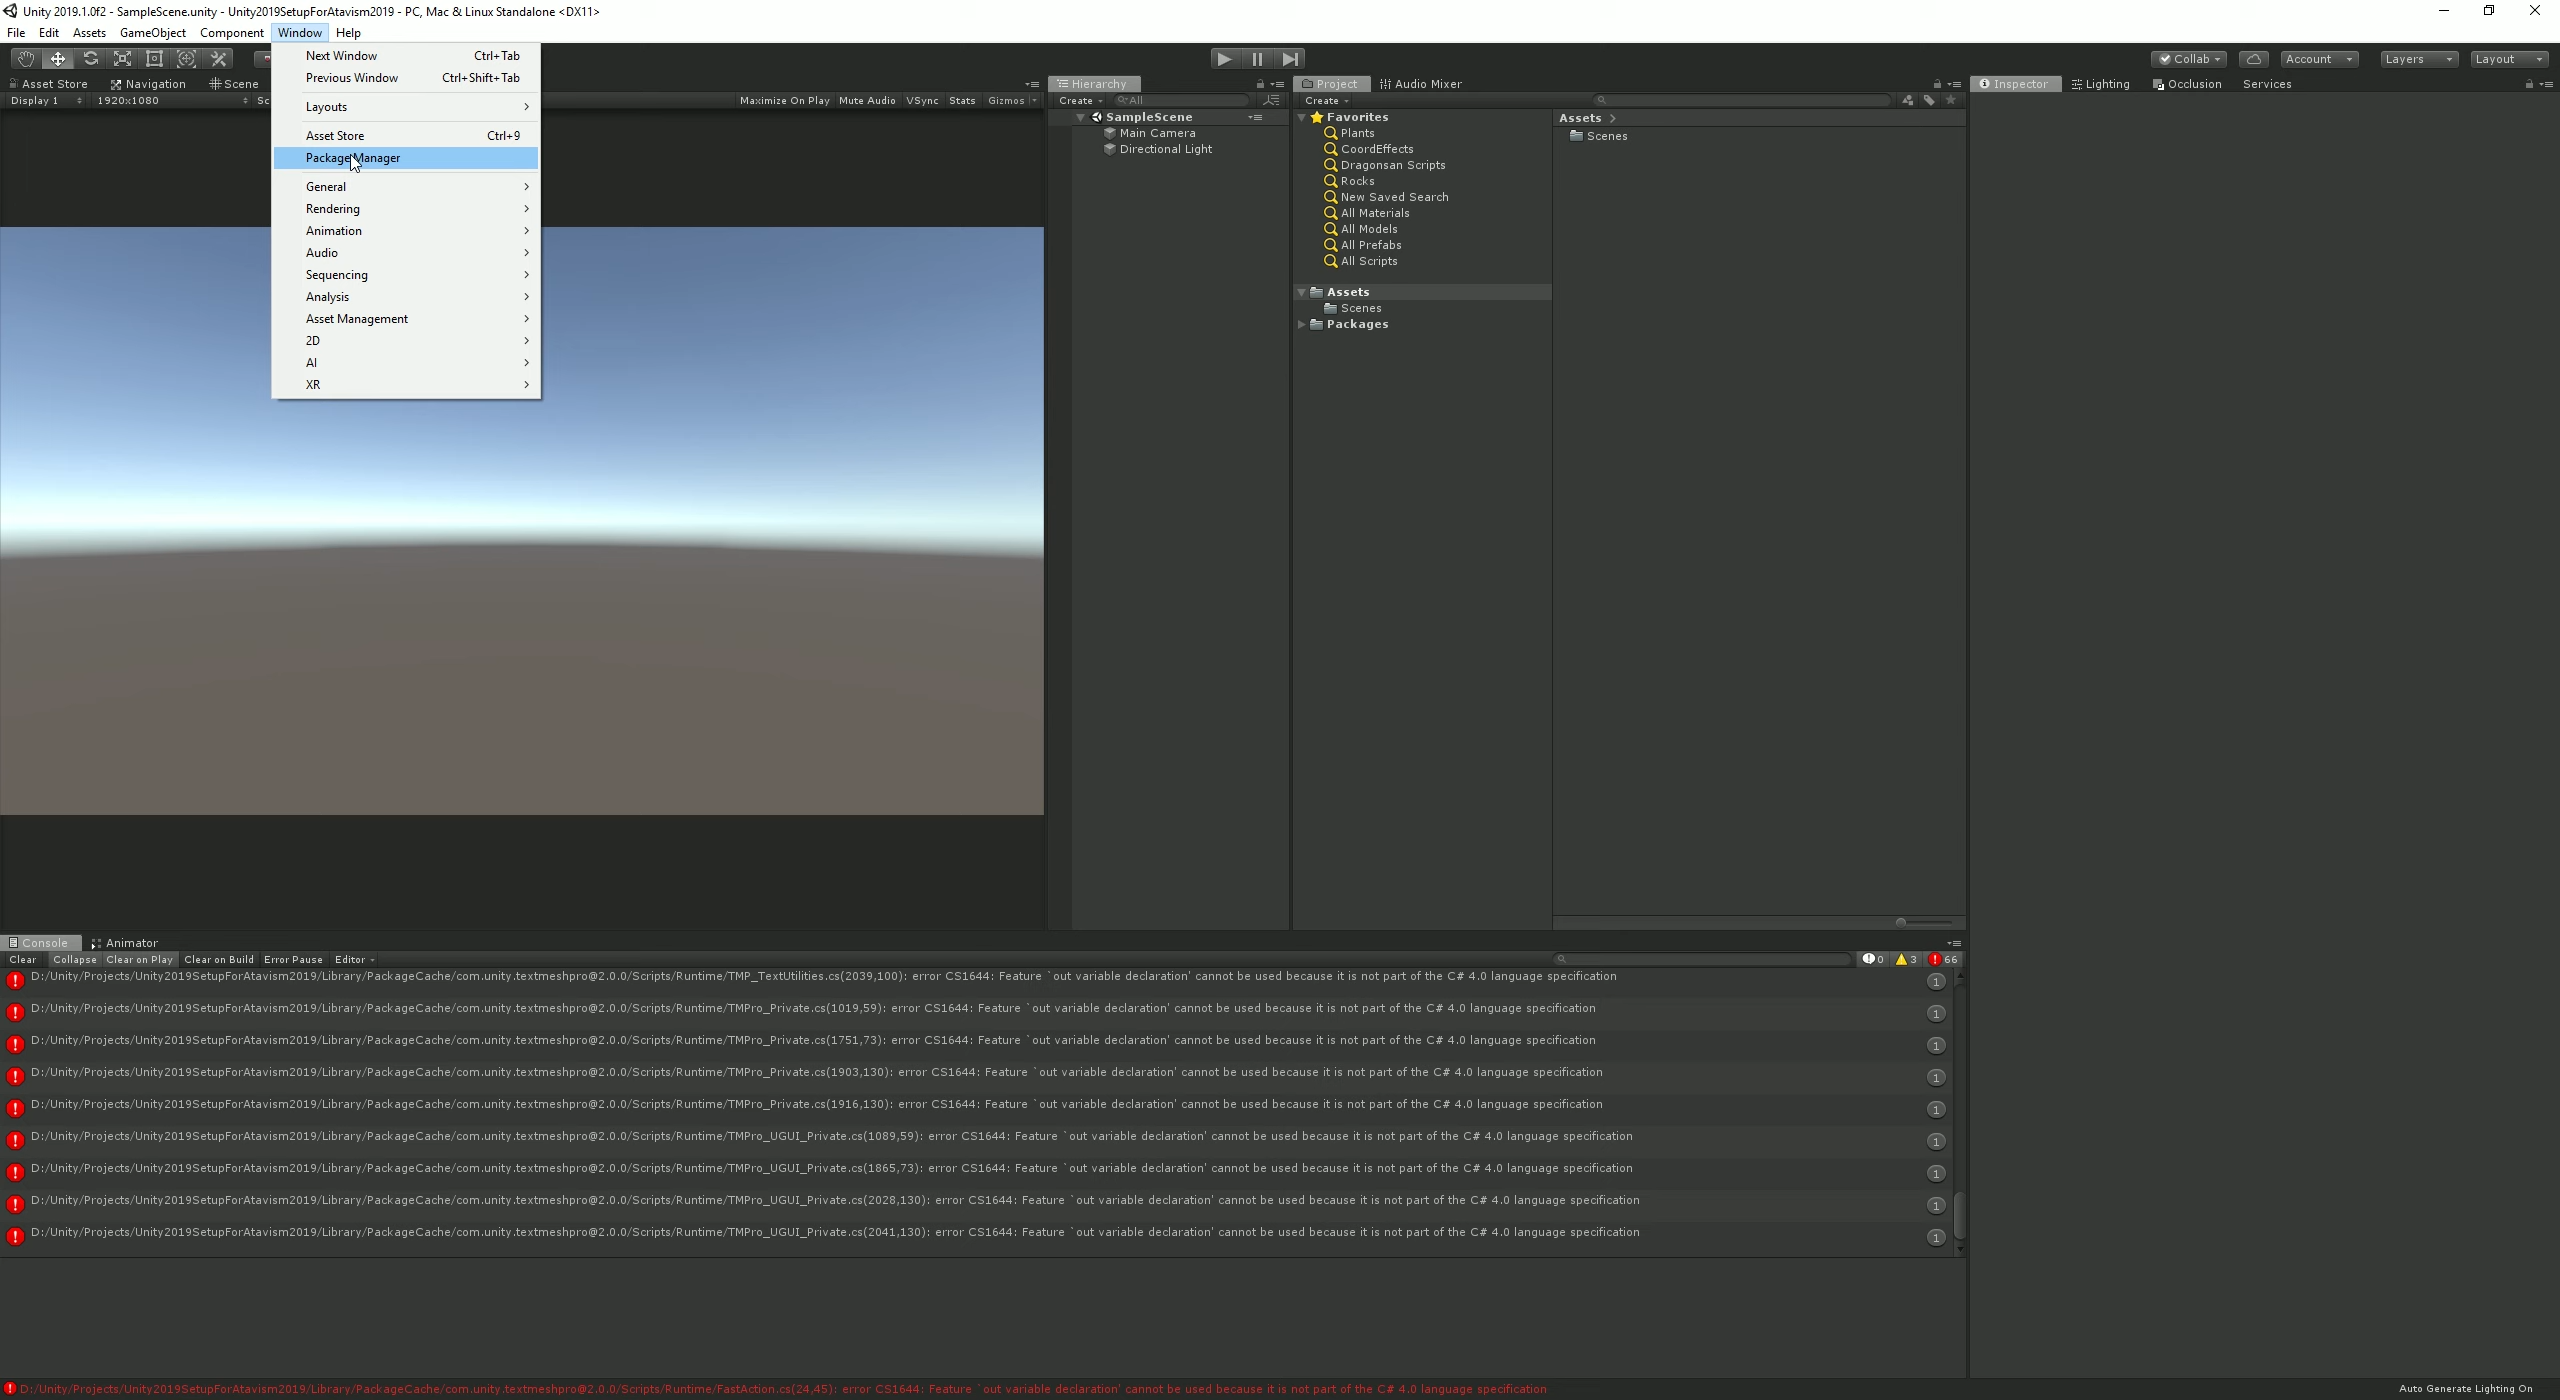 Unity 2019.1.0f2 - SampleScene.unity - Unity2019SetupForAtavism2019 - PC, Mac & Linux Standalone <DX11>
File Edit Assets GameObject Component Window Help
Collab Account Layers Layout
Asset Store Navigation Scene
Display 1 1920x1080 Sc
Maximize On Play Mute Audio VSync Stats Gizmos
Next Window Ctrl+Tab
Previous Window Ctrl+Shift+Tab
Layouts
Asset Store Ctrl+9
Package Manager
General
Rendering
Animation
Audio
Sequencing
Analysis
Asset Management
2D
AI
XR
Hierarchy
Create All
SampleScene
Main Camera
Directional Light
Project Audio Mixer
Create
Favorites
Plants
CoordEffects
Dragonsan Scripts
Rocks
New Saved Search
All Materials
All Models
All Prefabs
All Scripts
Assets
Scenes
Packages
Assets
Scenes
Inspector Lighting Occlusion Services
Console Animator
Clear Collapse Clear on Play Clear on Build Error Pause Editor 0 3 66
D:/Unity/Projects/Unity2019SetupForAtavism2019/Library/PackageCache/com.unity.textmeshpro@2.0.0/Scripts/Runtime/TMP_TextUtilities.cs(2039,100): error CS1644: Feature `out variable declaration' cannot be used because it is not part of the C# 4.0 language specification 1
D:/Unity/Projects/Unity2019SetupForAtavism2019/Library/PackageCache/com.unity.textmeshpro@2.0.0/Scripts/Runtime/TMPro_Private.cs(1019,59): error CS1644: Feature `out variable declaration' cannot be used because it is not part of the C# 4.0 language specification 1
D:/Unity/Projects/Unity2019SetupForAtavism2019/Library/PackageCache/com.unity.textmeshpro@2.0.0/Scripts/Runtime/TMPro_Private.cs(1751,73): error CS1644: Feature `out variable declaration' cannot be used because it is not part of the C# 4.0 language specification 1
D:/Unity/Projects/Unity2019SetupForAtavism2019/Library/PackageCache/com.unity.textmeshpro@2.0.0/Scripts/Runtime/TMPro_Private.cs(1903,130): error CS1644: Feature `out variable declaration' cannot be used because it is not part of the C# 4.0 language specification 1
D:/Unity/Projects/Unity2019SetupForAtavism2019/Library/PackageCache/com.unity.textmeshpro@2.0.0/Scripts/Runtime/TMPro_Private.cs(1916,130): error CS1644: Feature `out variable declaration' cannot be used because it is not part of the C# 4.0 language specification 1
D:/Unity/Projects/Unity2019SetupForAtavism2019/Library/PackageCache/com.unity.textmeshpro@2.0.0/Scripts/Runtime/TMPro_UGUI_Private.cs(1089,59): error CS1644: Feature `out variable declaration' cannot be used because it is not part of the C# 4.0 language specification 1
D:/Unity/Projects/Unity2019SetupForAtavism2019/Library/PackageCache/com.unity.textmeshpro@2.0.0/Scripts/Runtime/TMPro_UGUI_Private.cs(1865,73): error CS1644: Feature `out variable declaration' cannot be used because it is not part of the C# 4.0 language specification 1
D:/Unity/Projects/Unity2019SetupForAtavism2019/Library/PackageCache/com.unity.textmeshpro@2.0.0/Scripts/Runtime/TMPro_UGUI_Private.cs(2028,130): error CS1644: Feature `out variable declaration' cannot be used because it is not part of the C# 4.0 language specification 1
D:/Unity/Projects/Unity2019SetupForAtavism2019/Library/PackageCache/com.unity.textmeshpro@2.0.0/Scripts/Runtime/TMPro_UGUI_Private.cs(2041,130): error CS1644: Feature `out variable declaration' cannot be used because it is not part of the C# 4.0 language specification 1
D:/Unity/Projects/Unity2019SetupForAtavism2019/Library/PackageCache/com.unity.textmeshpro@2.0.0/Scripts/Runtime/FastAction.cs(24,45): error CS1644: Feature `out variable declaration' cannot be used because it is not part of the C# 4.0 language specification
Auto Generate Lighting On